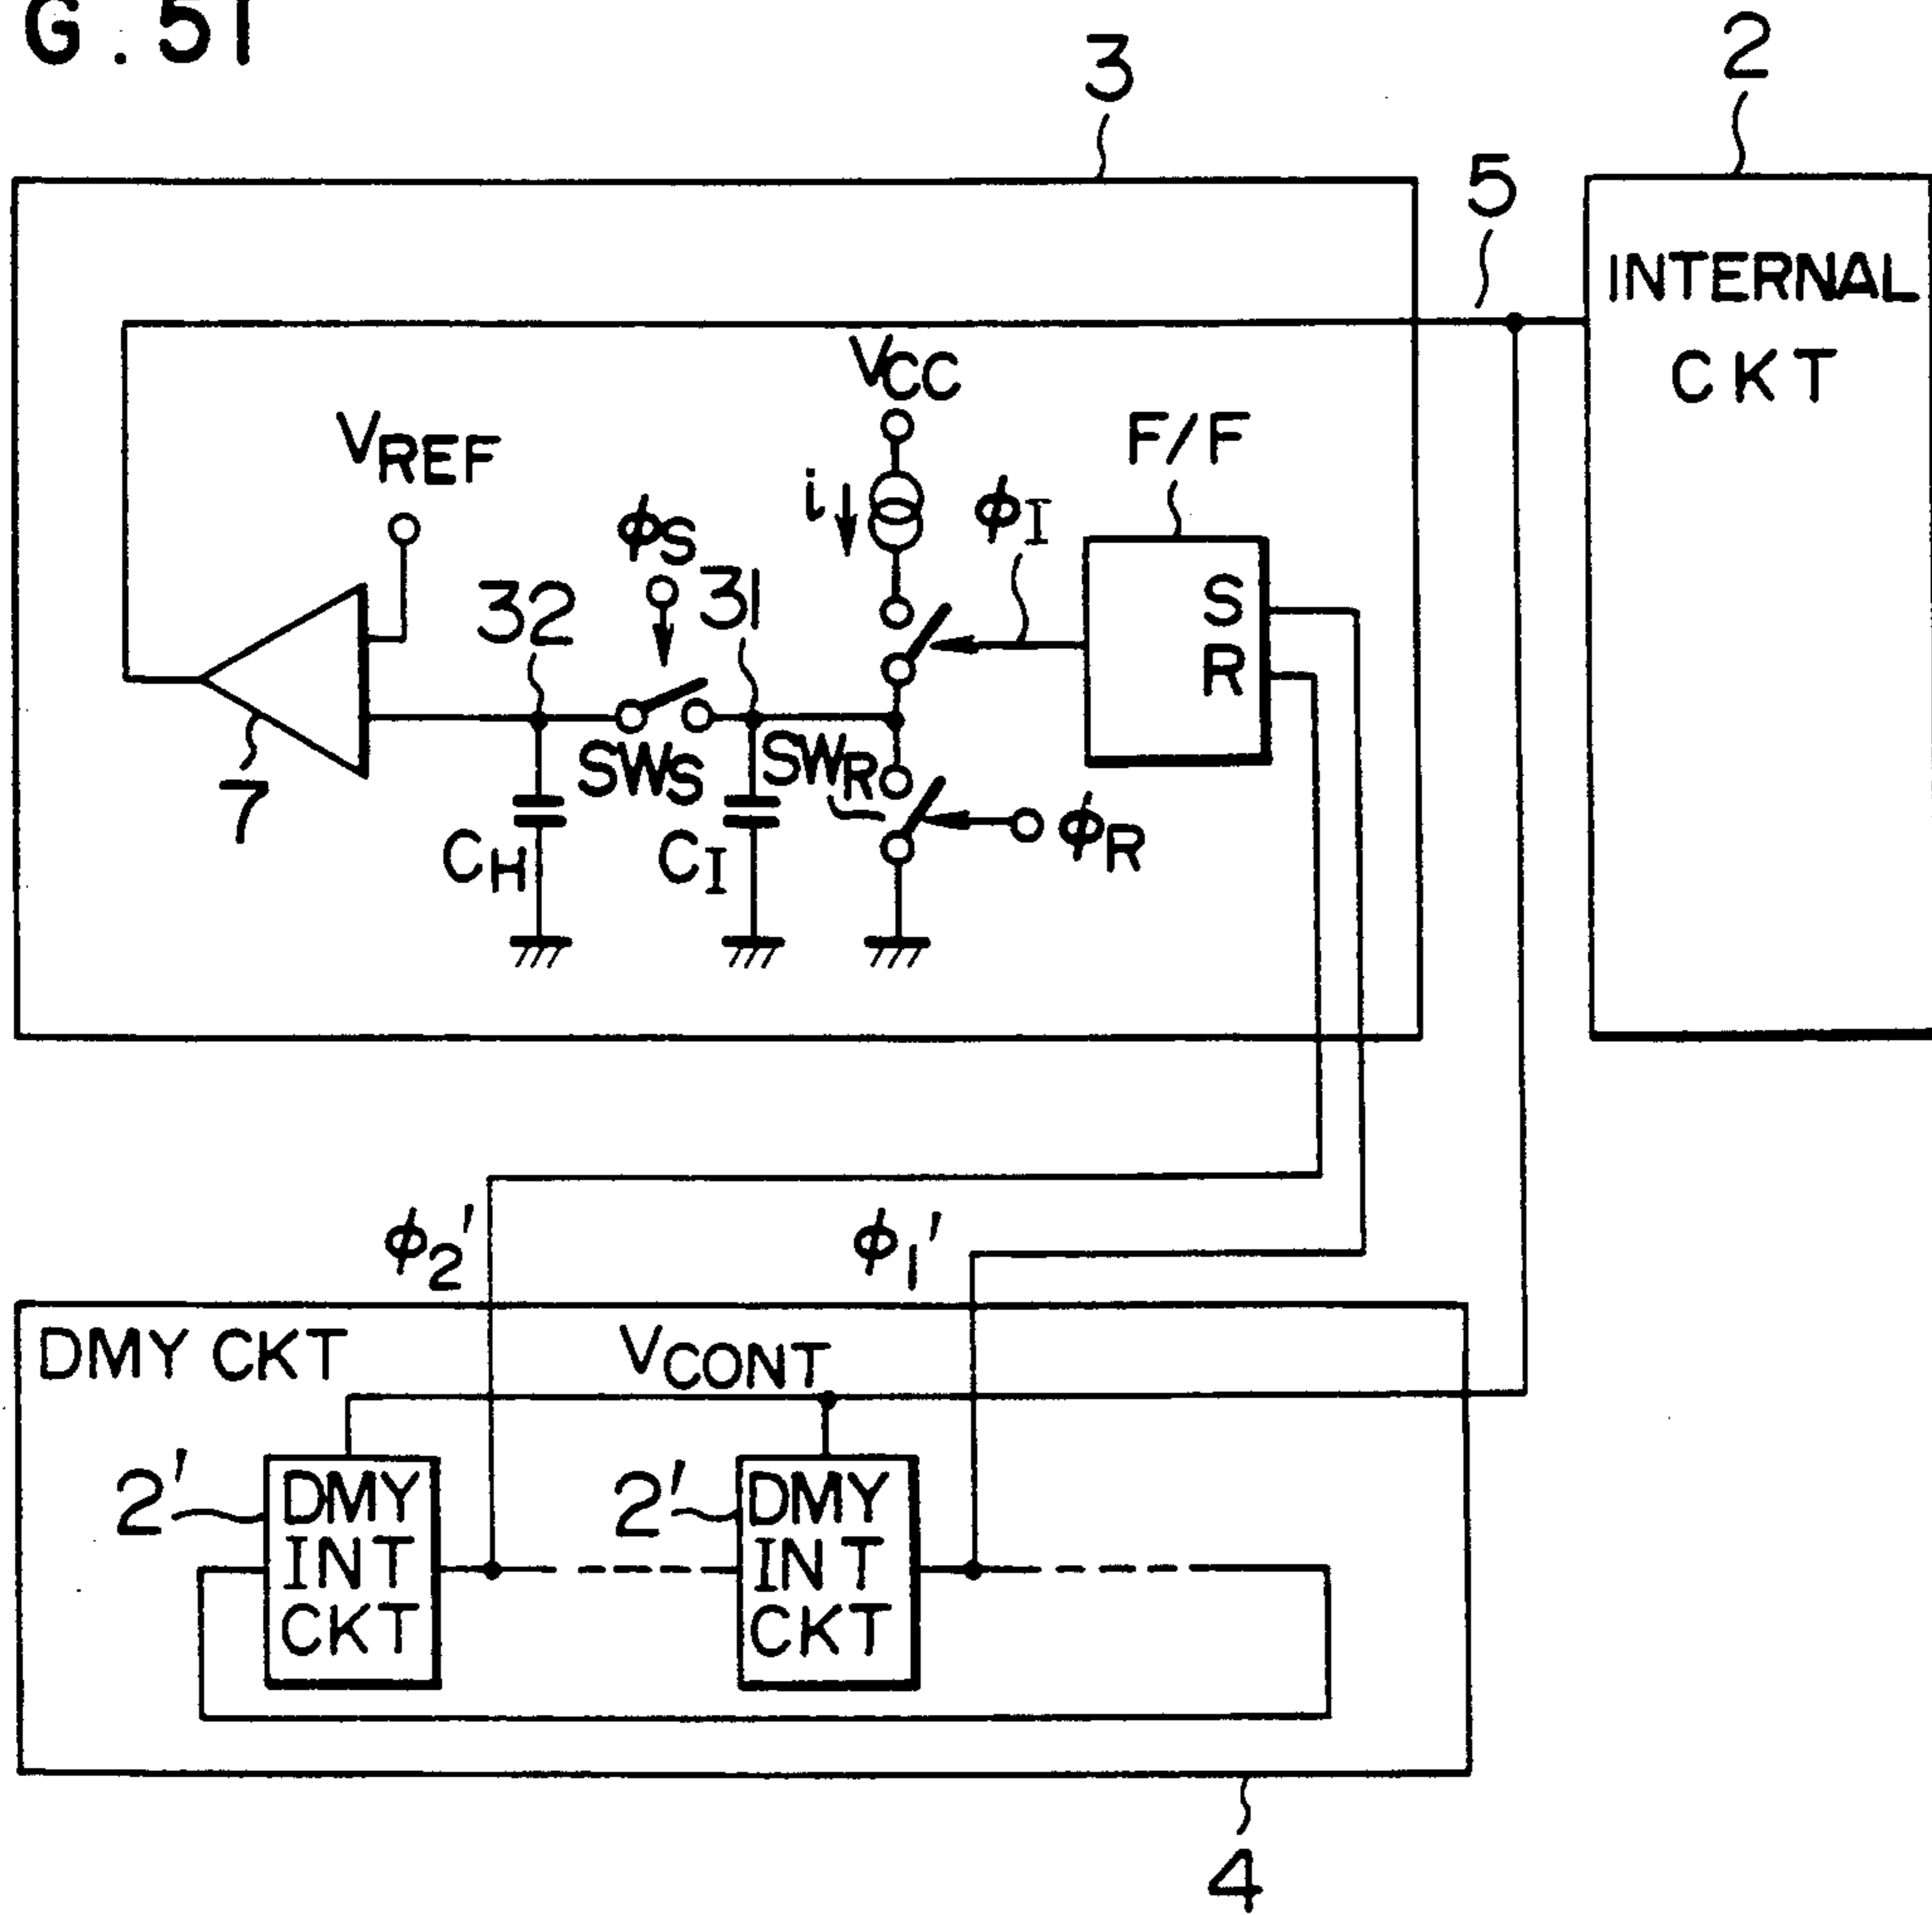 G. 51
3
2
5
INTERNAL
CKT
VCC
VREF
F/F
i
ϕI
ϕS
32
31
S
R
SWS
SWR
7
CH
CI
ϕR
ϕ2'
ϕ1'
DMY CKT
VCONT
2'
DMY
INT
CKT
2'
DMY
INT
CKT
4